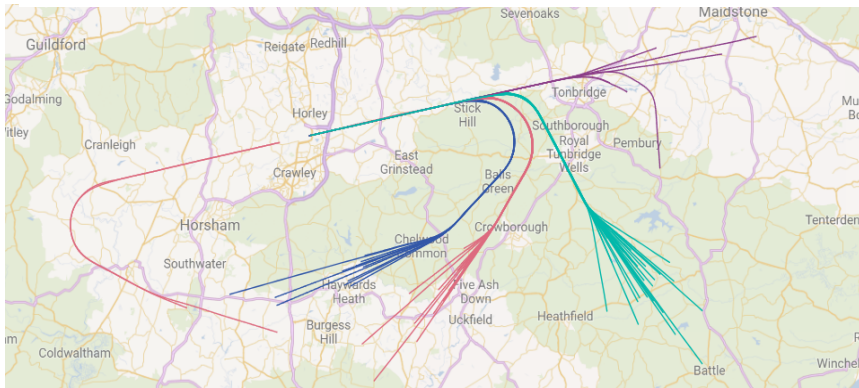 Sevenoaks
Maidstone
Guildford
Reigate
Redhill
Tonbridge
Godalming
Horley
Stick
Hill
Southborough
Royal
Tunbridge
Wells
Pembury
Cranleigh
East
Grinstead
Crawley
Balls
Green
Tenterden
Horsham
Crowborough
Chelwood
Common
Southwater
Haywards
Heath
Five Ash
Down
Burgess
Hill
Uckfield
Heathfield
Coldwaltham
Battle
Winchel